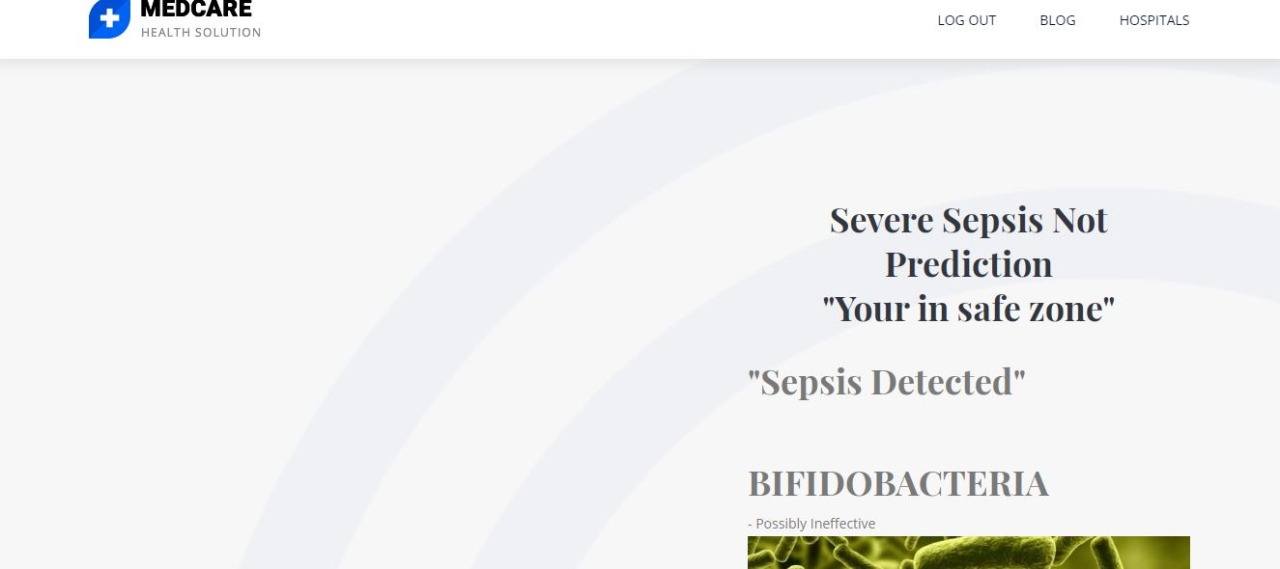 MEDCARE
HEALTH SOLUTION
LOG OUT BLOG HOSPITALS
Severe Sepsis Not
Prediction
"Your in safe zone"
"Sepsis Detected"
BIFIDOBACTERIA
- Possibly Ineffective